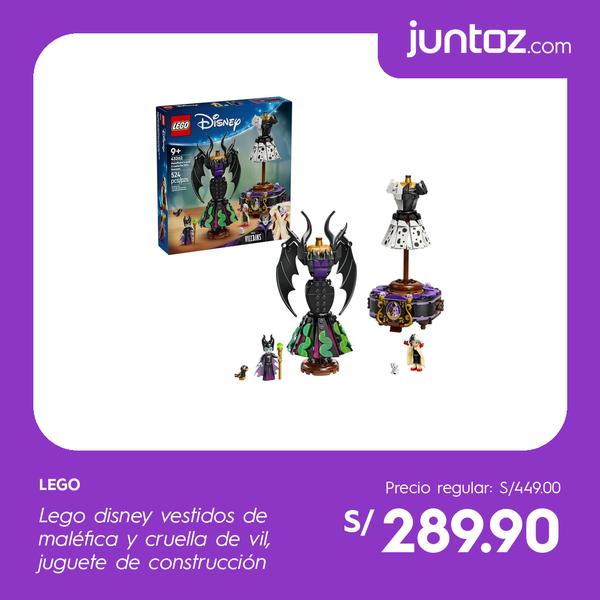 juntoz.com
LEGO
Disney
9+
43262
524
VILLAINS
LEGO
Lego disney vestidos de
maléfica y cruella de vil,
juguete de construcción
Precio regular: S/449.00
S/289.90